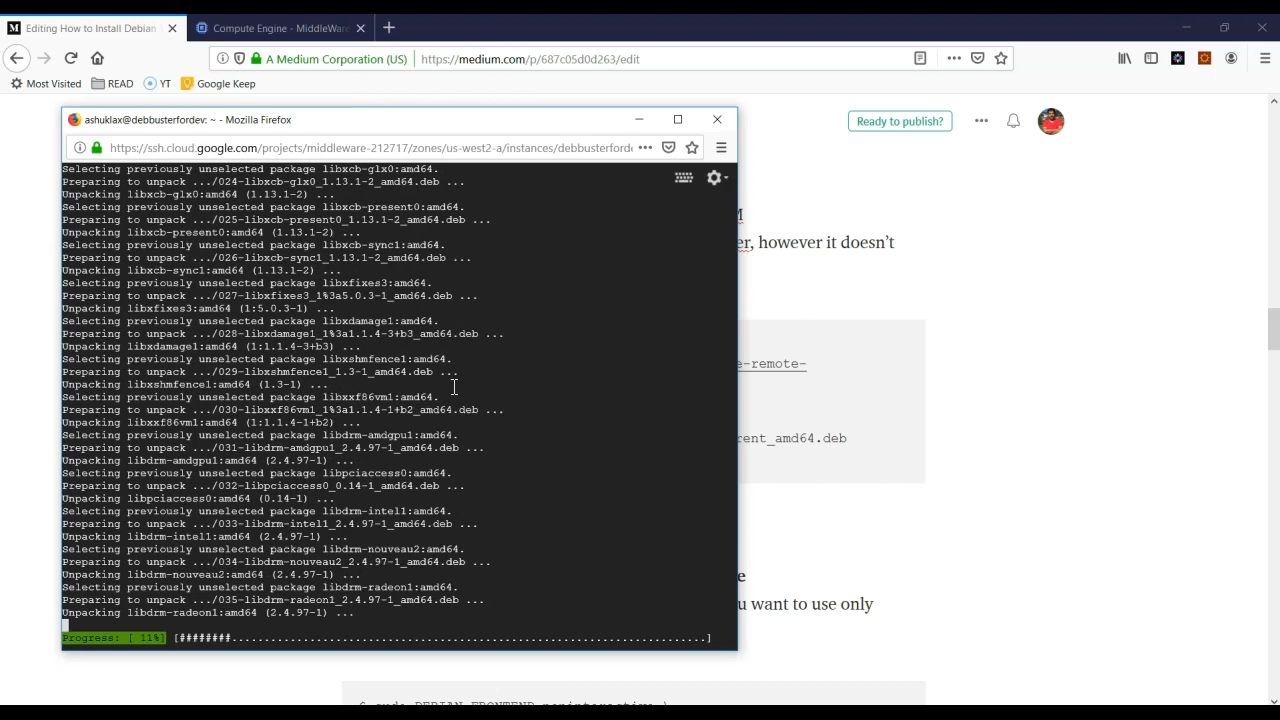 Editing How to Install Debian
Compute Engine - MiddleWare
A Medium Corporation (US)
https://medium.com/p/687c05d0d263/edit
Most Visited
READ
YT
Google Keep
Ready to publish?
ashuklax@debbusterfordev: ~ - Mozilla Firefox
https://ssh.cloud.google.com/projects/middleware-212717/zones/us-west2-a/instances/debbusterforde
Selecting previously unselected package libxcb-glx0:amd64.
Preparing to unpack .../024-libxcb-glx0_1.13.1-2_amd64.deb ...
Unpacking libxcb-glx0:amd64 (1.13.1-2) ...
Selecting previously unselected package libxcb-present0:amd64.
Preparing to unpack .../025-libxcb-present0_1.13.1-2_amd64.deb ...
Unpacking libxcb-present0:amd64 (1.13.1-2) ...
Selecting previously unselected package libxcb-sync1:amd64.
Preparing to unpack .../026-libxcb-sync1_1.13.1-2_amd64.deb ...
Unpacking libxcb-sync1:amd64 (1.13.1-2) ...
Selecting previously unselected package libxfixes3:amd64.
Preparing to unpack .../027-libxfixes3_1%3a5.0.3-1_amd64.deb ...
Unpacking libxfixes3:amd64 (1:5.0.3-1) ...
Selecting previously unselected package libxdamage1:amd64.
Preparing to unpack .../028-libxdamage1_1%3a1.1.4-3+b3_amd64.deb ...
Unpacking libxdamage1:amd64 (1:1.1.4-3+b3) ...
Selecting previously unselected package libxshmfence1:amd64.
Preparing to unpack .../029-libxshmfence1_1.3-1_amd64.deb ...
Unpacking libxshmfence1:amd64 (1.3-1) ...
Selecting previously unselected package libxxf86vm1:amd64.
Preparing to unpack .../030-libxxf86vm1_1%3a1.1.4-1+b2_amd64.deb ...
Unpacking libxxf86vm1:amd64 (1:1.1.4-1+b2) ...
Selecting previously unselected package libdrm-amdgpu1:amd64.
Preparing to unpack .../031-libdrm-amdgpu1_2.4.97-1_amd64.deb ...
Unpacking libdrm-amdgpu1:amd64 (2.4.97-1) ...
Selecting previously unselected package libpciaccess0:amd64.
Preparing to unpack .../032-libpciaccess0_0.14-1_amd64.deb ...
Unpacking libpciaccess0:amd64 (0.14-1) ...
Selecting previously unselected package libdrm-intel1:amd64.
Preparing to unpack .../033-libdrm-intel1_2.4.97-1_amd64.deb ...
Unpacking libdrm-intel1:amd64 (2.4.97-1) ...
Selecting previously unselected package libdrm-nouveau2:amd64.
Preparing to unpack .../034-libdrm-nouveau2_2.4.97-1_amd64.deb ...
Unpacking libdrm-nouveau2:amd64 (2.4.97-1) ...
Selecting previously unselected package libdrm-radeon1:amd64.
Preparing to unpack .../035-libdrm-radeon1_2.4.97-1_amd64.deb ...
Unpacking libdrm-radeon1:amd64 (2.4.97-1) ...
Progress: [ 11%] [########..........................................................................]
M
er, however it doesn't
e-remote-
rent_amd64.deb
e
u want to use only